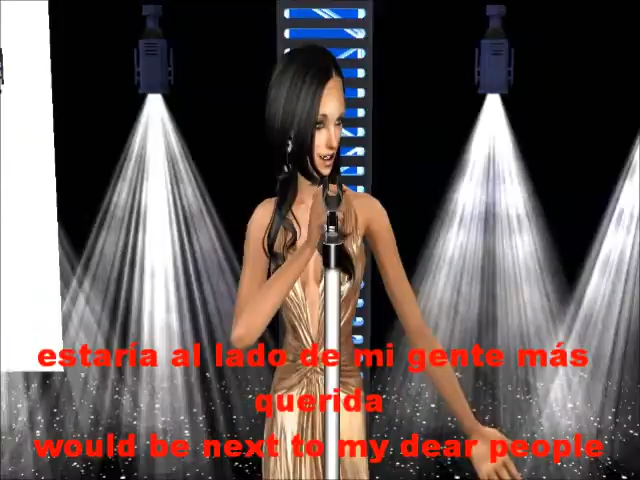 estaría al lado de mi gente más
querida
would be next to my dear people